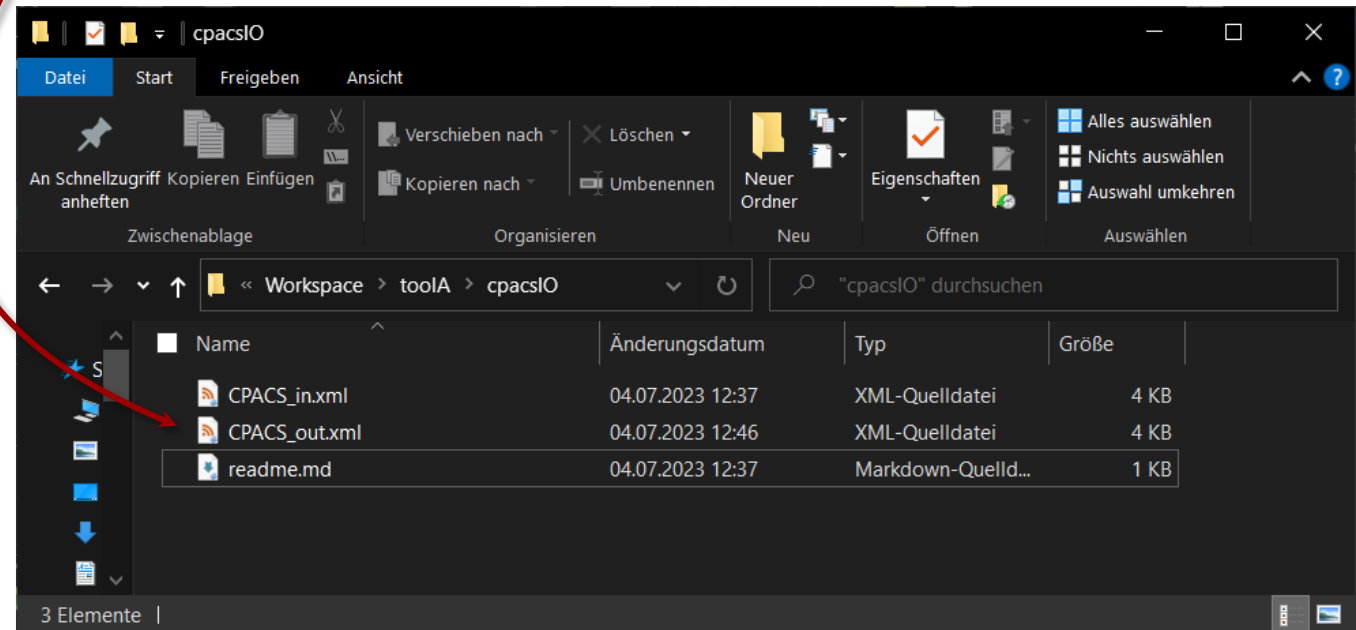 cpacsIO
Datei Start Freigeben Ansicht
An Schnellzugriff anheften
Kopieren Einfügen
Verschieben nach
Kopieren nach
Löschen
Umbenennen
Neuer Ordner
Eigenschaften
Alles auswählen
Nichts auswählen
Auswahl umkehren
Zwischenablage Organisieren Neu Öffnen Auswählen
« Workspace > toolA > cpacsIO
"cpacsIO" durchsuchen
S
Name Änderungsdatum Typ Größe
CPACS_in.xml 04.07.2023 12:37 XML-Quelldatei 4 KB
CPACS_out.xml 04.07.2023 12:46 XML-Quelldatei 4 KB
readme.md 04.07.2023 12:37 Markdown-Quelld... 1 KB
3 Elemente